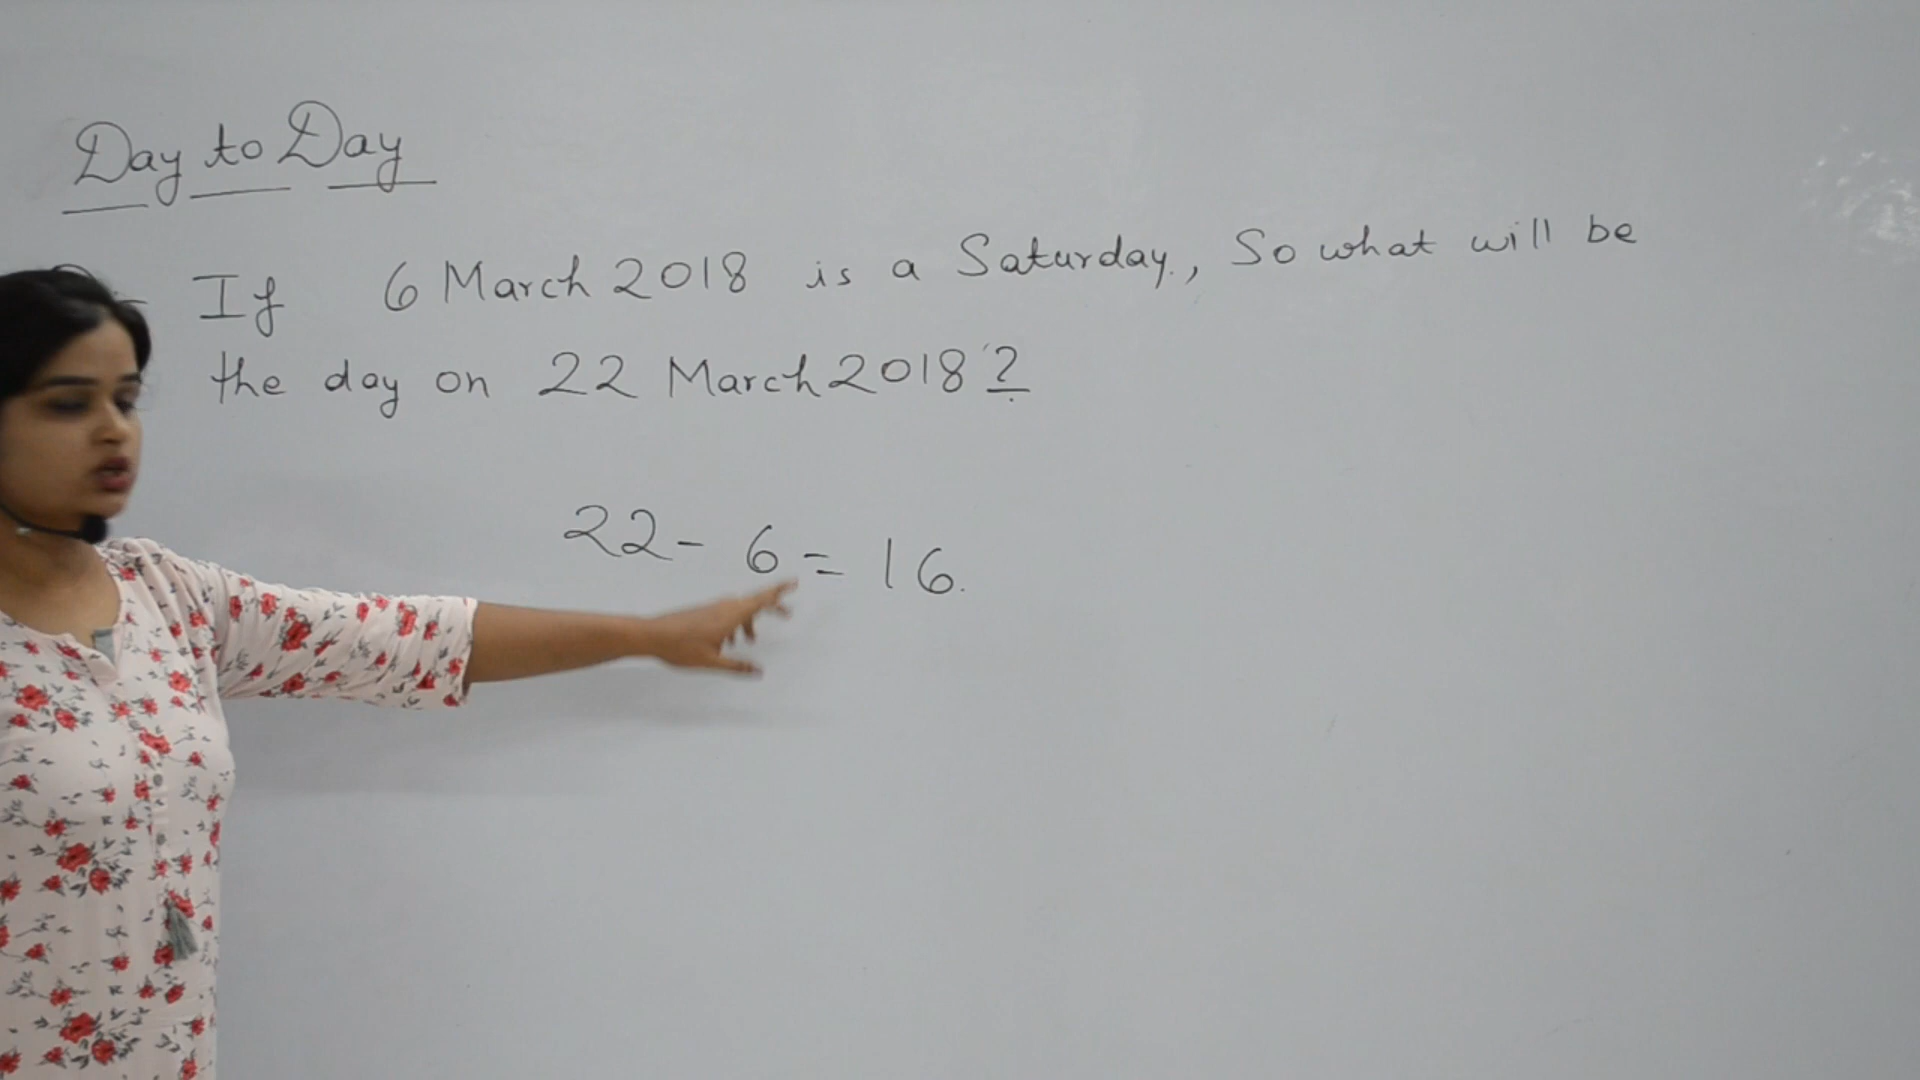 Day to Day
If 6 March 2018 is a Saturday, So what will be
the day on 22 March 2018?
22 - 6 = 16.